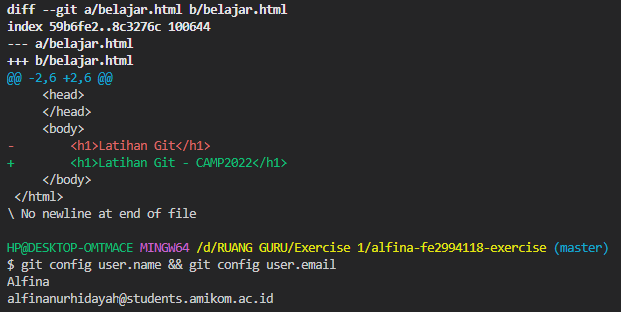 diff --git a/belajar.html b/belajar.html
index 59b6fe2..8c3276c 100644
--- a/belajar.html
+++ b/belajar.html
@@ -2,6 +2,6 @@
     <head>
     </head>
     <body>
-        <h1>Latihan Git</h1>
+        <h1>Latihan Git - CAMP2022</h1>
     </body>
 </html>
\ No newline at end of file
HP@DESKTOP-OMTMACE MINGW64 /d/RUANG GURU/Exercise 1/alfina-fe2994118-exercise (master)
$ git config user.name && git config user.email
Alfina
alfinanurhidayah@students.amikom.ac.id